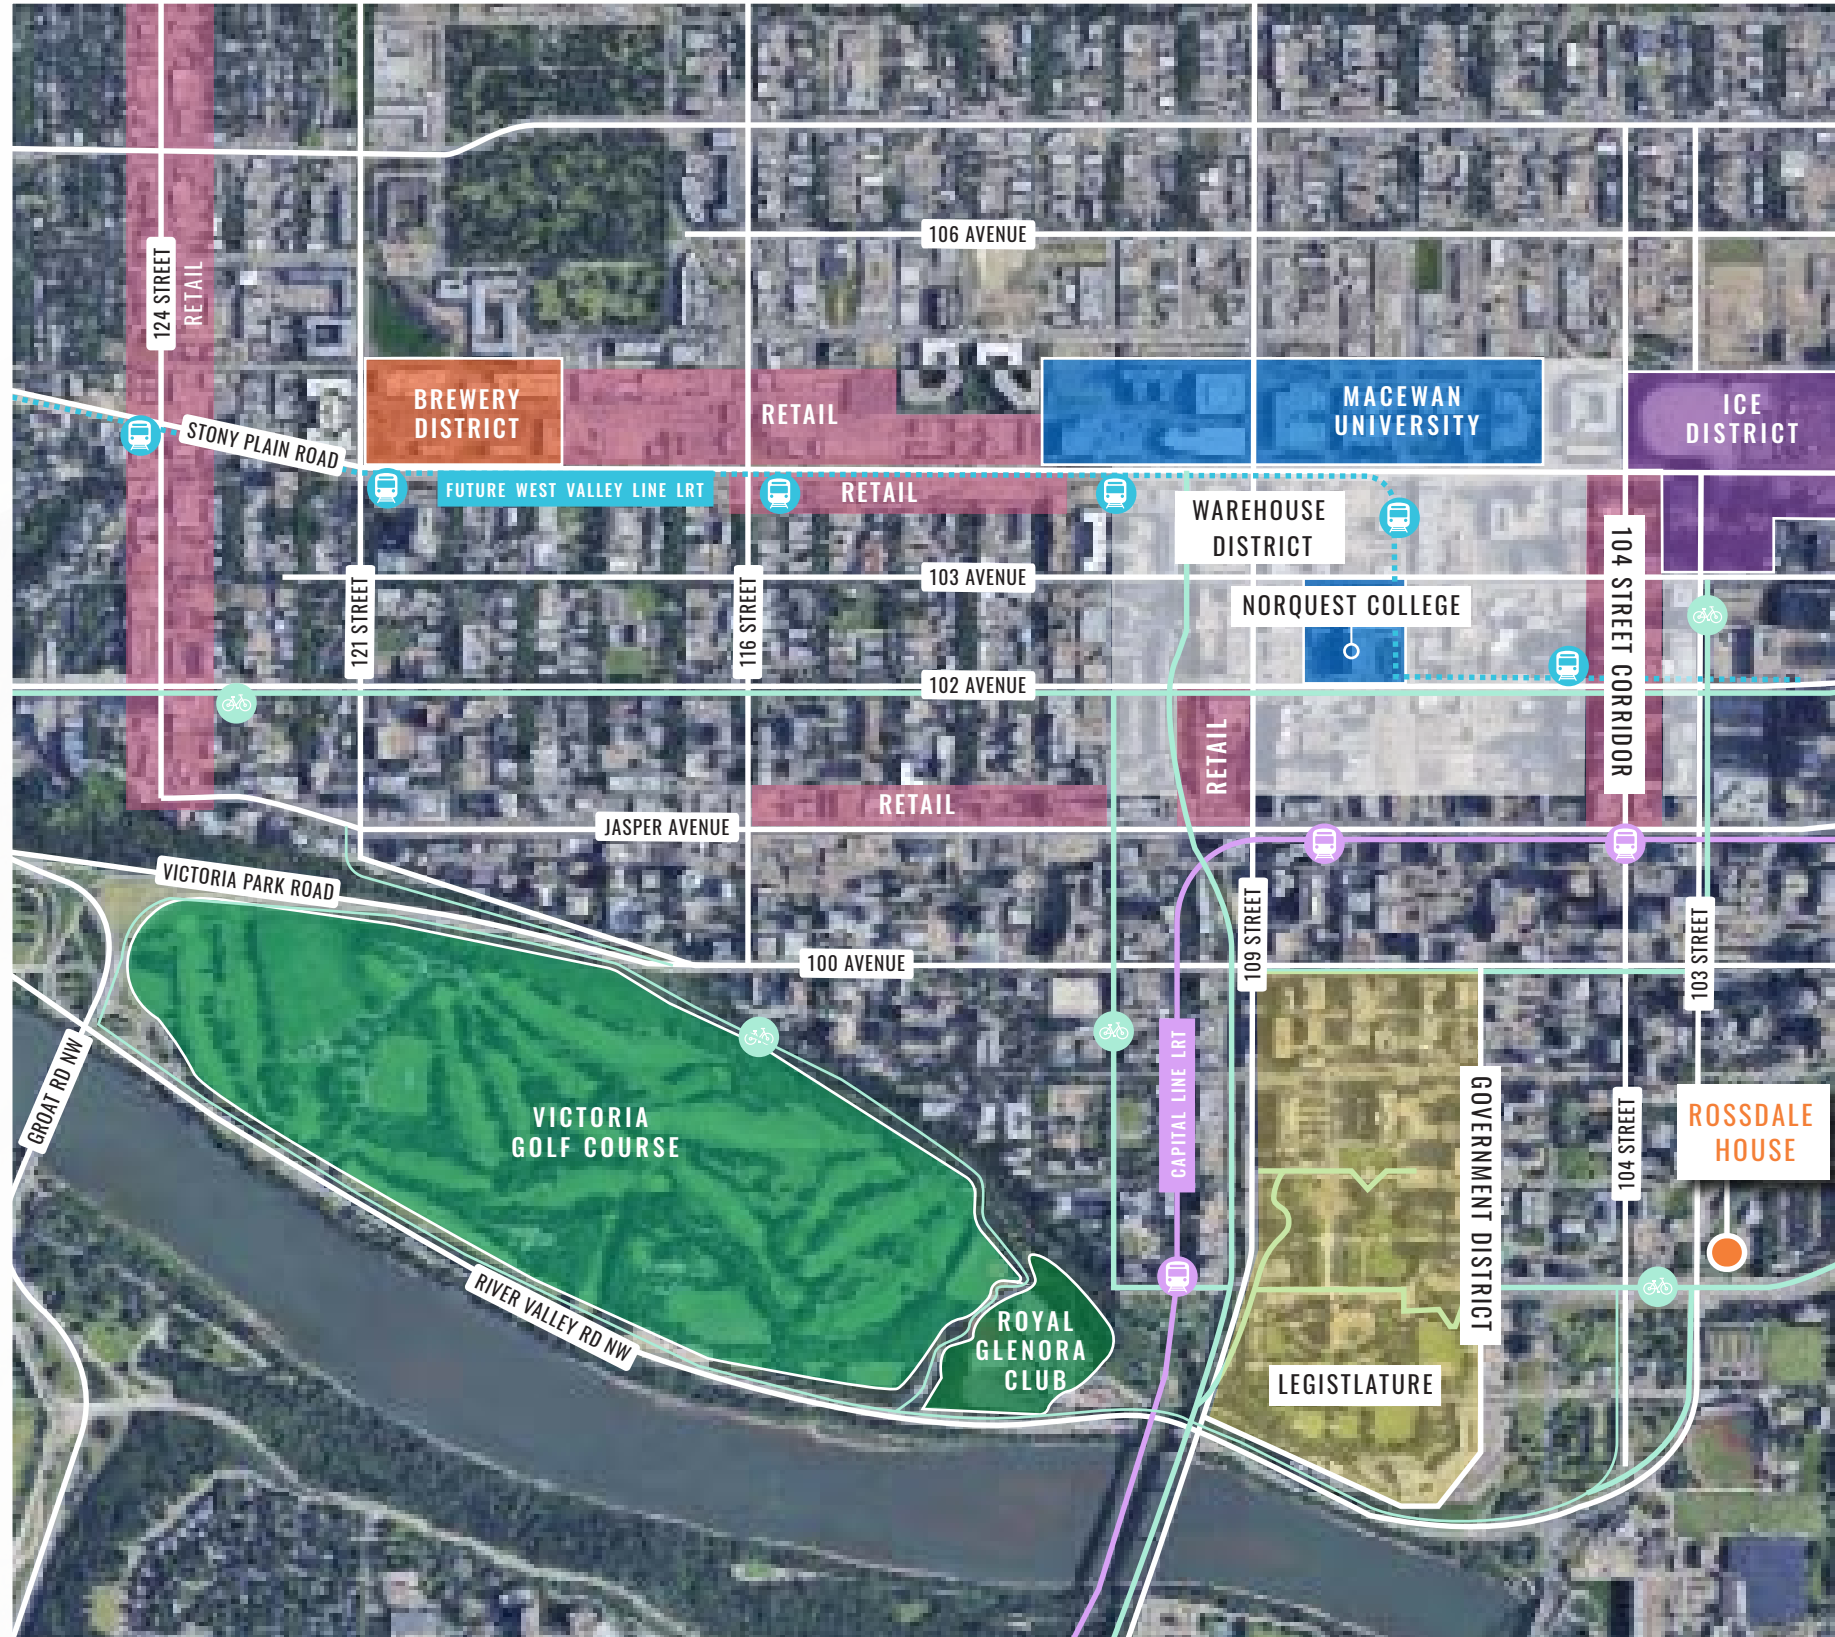 106 AVENUE
124 STREET
RETAIL
BREWERY
DISTRICT
RETAIL
MACEWAN
UNIVERSITY
ICE
DISTRICT
STONY PLAIN ROAD
FUTURE WEST VALLEY LINE LRT
RETAIL
WAREHOUSE
DISTRICT
103 AVENUE
NORQUEST COLLEGE
121 STREET
116 STREET
104 STREET CORRIDOR
102 AVENUE
RETAIL
RETAIL
JASPER AVENUE
VICTORIA PARK ROAD
109 STREET
103 STREET
100 AVENUE
GROAT RD NW
VICTORIA
GOLF COURSE
CAPITAL LINE LRT
GOVERNMENT DISTRICT
104 STREET
ROSSDALE
HOUSE
RIVER VALLEY RD NW
ROYAL
GLENORA
CLUB
LEGISTLATURE